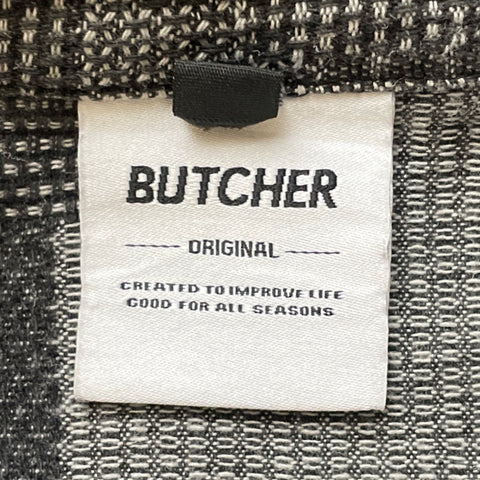 BUTCHER
ORIGINAL
CREATED TO IMPROVE LIFE
GOOD FOR ALL SEASONS